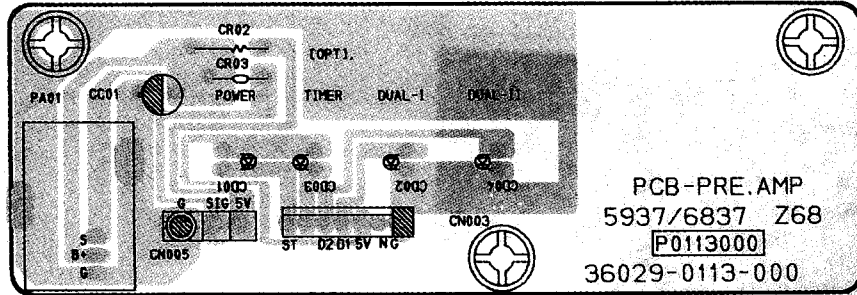 CR02
[OPT].
CR03
PA01 CC01 POWER TIMER DUAL-I DUAL-II
CD01 CD03 CD02 CD04
G SIG 5V
CN003
CN005
ST D2 D1 5V N G
S
B+
G
PCB-PRE.AMP
5937/6837 Z68
P0113000
36029-0113-000